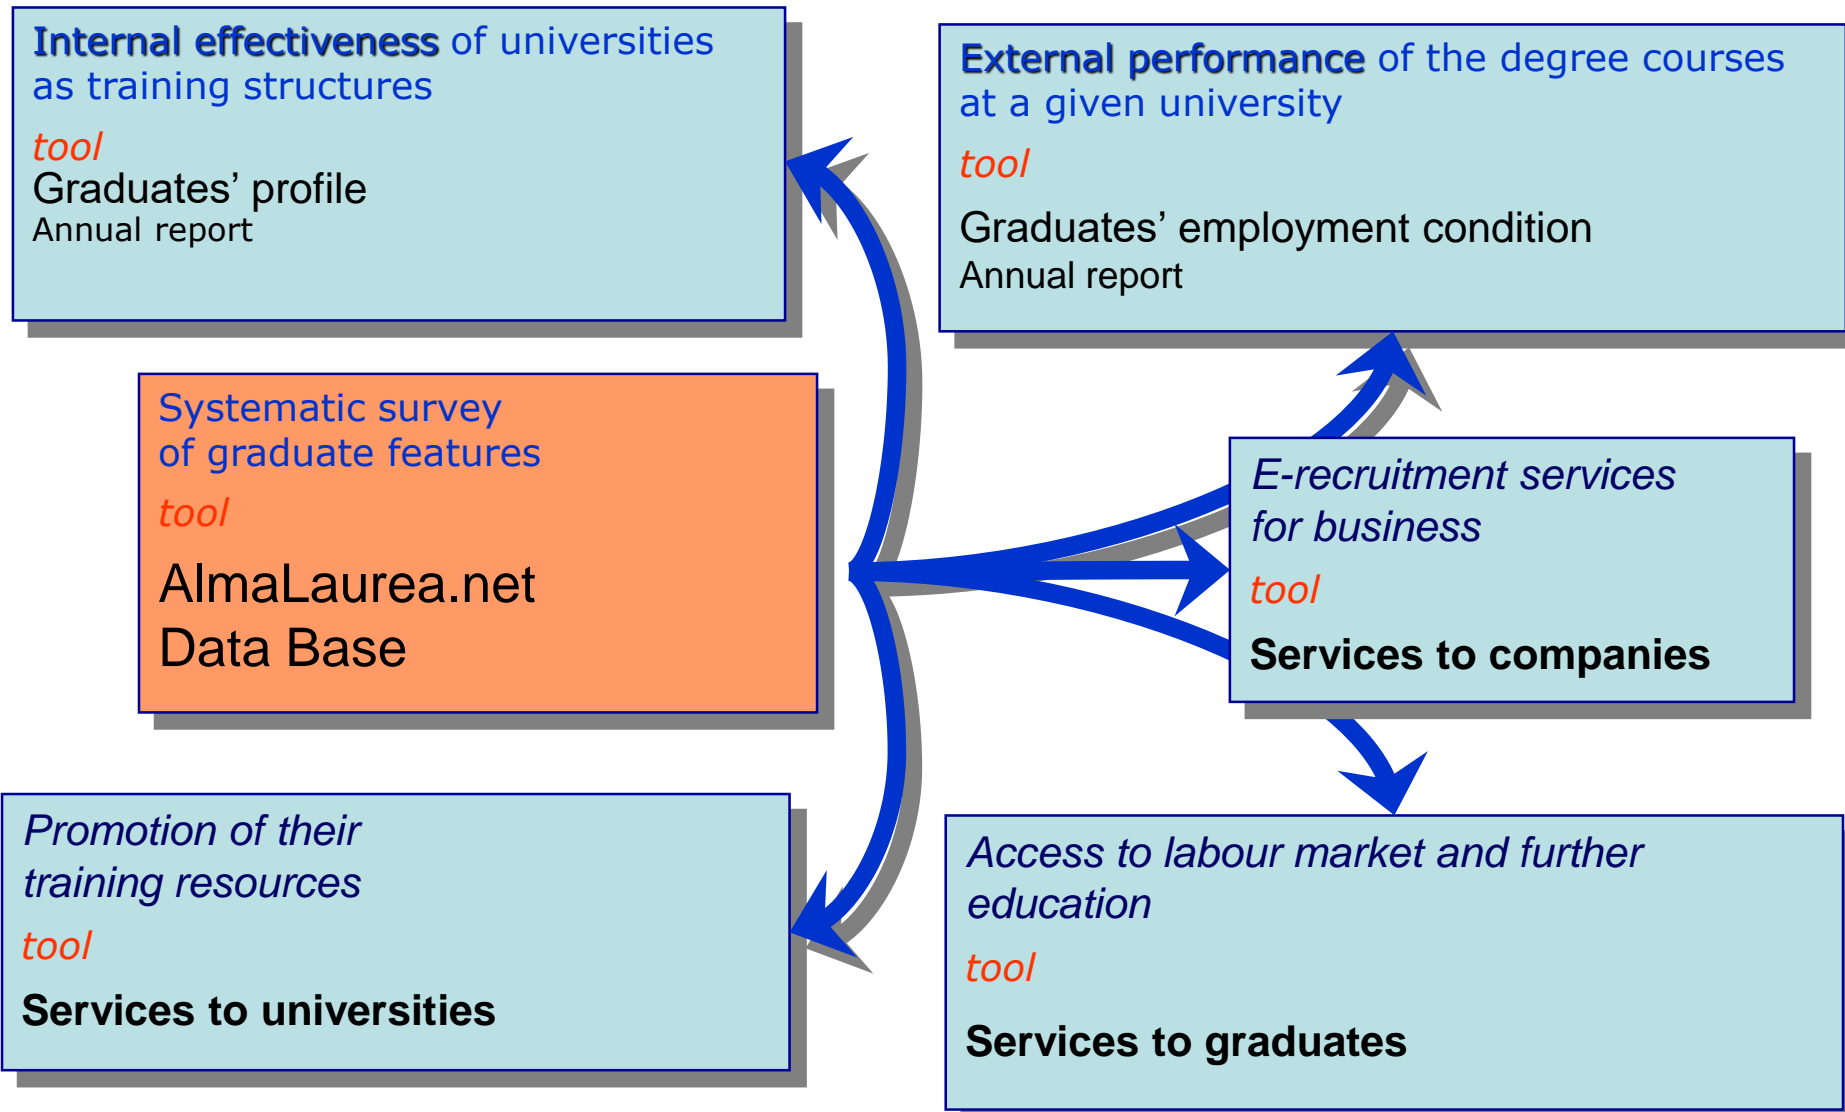 Internal effectiveness of universities
as training structures
tool
Graduates’ profile
Annual report
External performance of the degree courses
at a given university
tool
Graduates’ employment condition
Annual report
Systematic survey
of graduate features
tool
AlmaLaurea.net
Data Base
E-recruitment services
for business
tool
Services to companies
Promotion of their
training resources
tool
Services to universities
Access to labour market and further
education
tool
Services to graduates